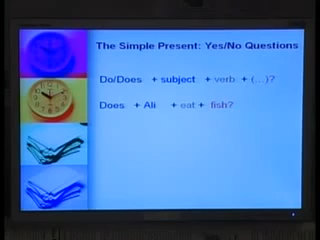 The Simple Present: Yes/No Questions
Do/Does + subject + verb + (...)?
Does + Ali + eat + fish?